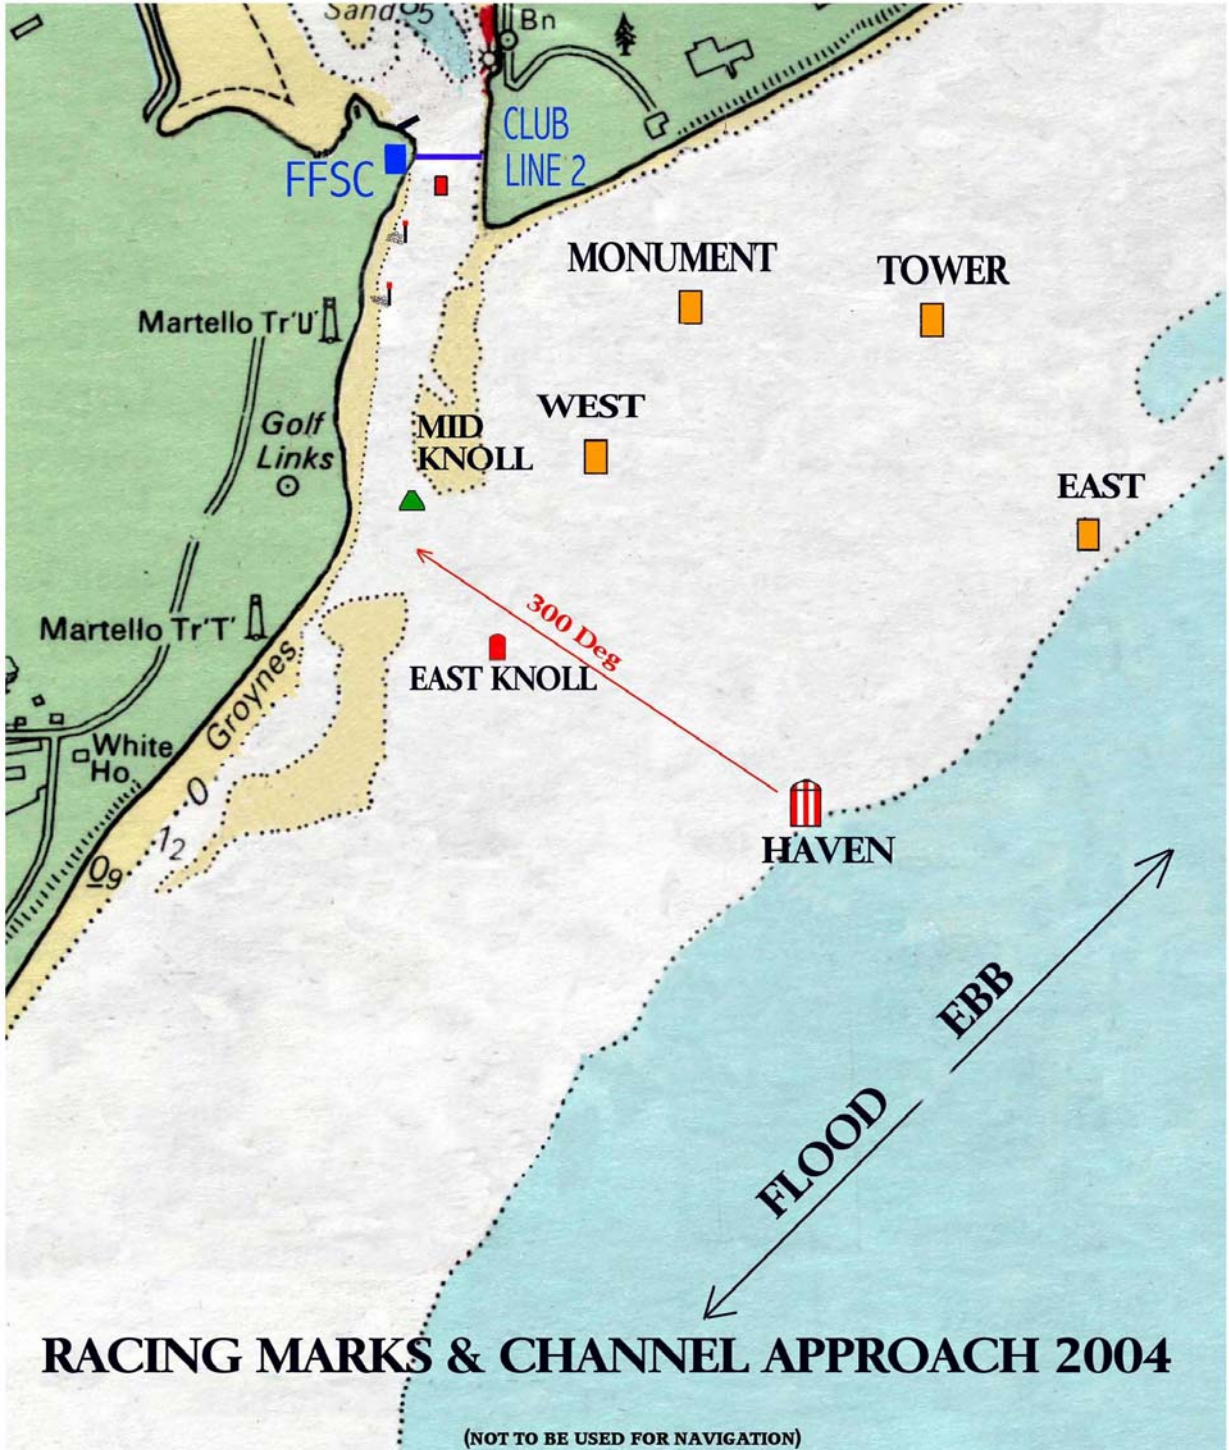 Sand 05
Bn
CLUB
LINE 2
FFSC
MONUMENT
TOWER
Martello Tr'U'
WEST
Golf
Links
MID
KNOLL
EAST
300 Deg
Martello Tr'T'
EAST KNOLL
Groynes
White
Ho.
0
12
09
HAVEN
EBB
FLOOD
RACING MARKS & CHANNEL APPROACH 2004
(NOT TO BE USED FOR NAVIGATION)